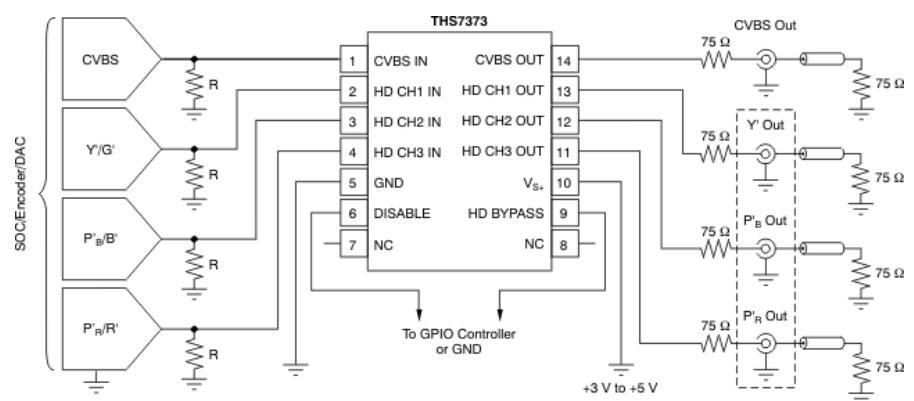 THS7373
CVBS Out
SOC/Encoder/DAC
CVBS
R
1 CVBS IN
CVBS OUT 14
75 Ω
75 Ω
Y'/G'
R
2 HD CH1 IN
HD CH1 OUT 13
75 Ω
Y' Out
75 Ω
P'B/B'
R
3 HD CH2 IN
HD CH2 OUT 12
75 Ω
P'B Out
75 Ω
P'R/R'
R
4 HD CH3 IN
HD CH3 OUT 11
75 Ω
P'R Out
75 Ω
5 GND
VS+ 10
6 DISABLE
HD BYPASS 9
7 NC
NC 8
To GPIO Controller
or GND
+3 V to +5 V